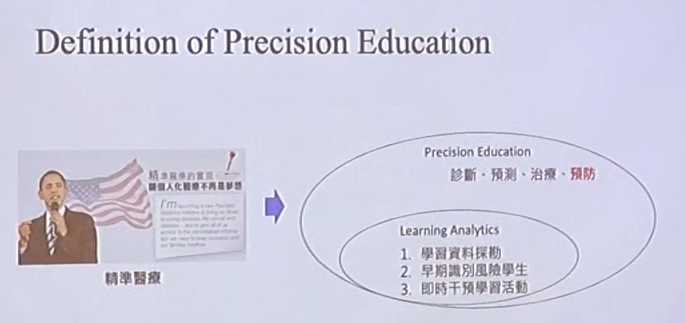 Definition of Precision Education
精準醫療的實現
讓個人化醫療不再是夢想
I'm launching a new Precision
Medicine Initiative to bring us closer
to curing diseases like cancer and
diabetes — and to give all of us
access to the personalized informa-
tion we need to keep ourselves and
our families healthier.
精準醫療
Precision Education
診斷、預測、治療、預防
Learning Analytics
1. 學習資料探勘
2. 早期識別風險學生
3. 即時干預學習活動